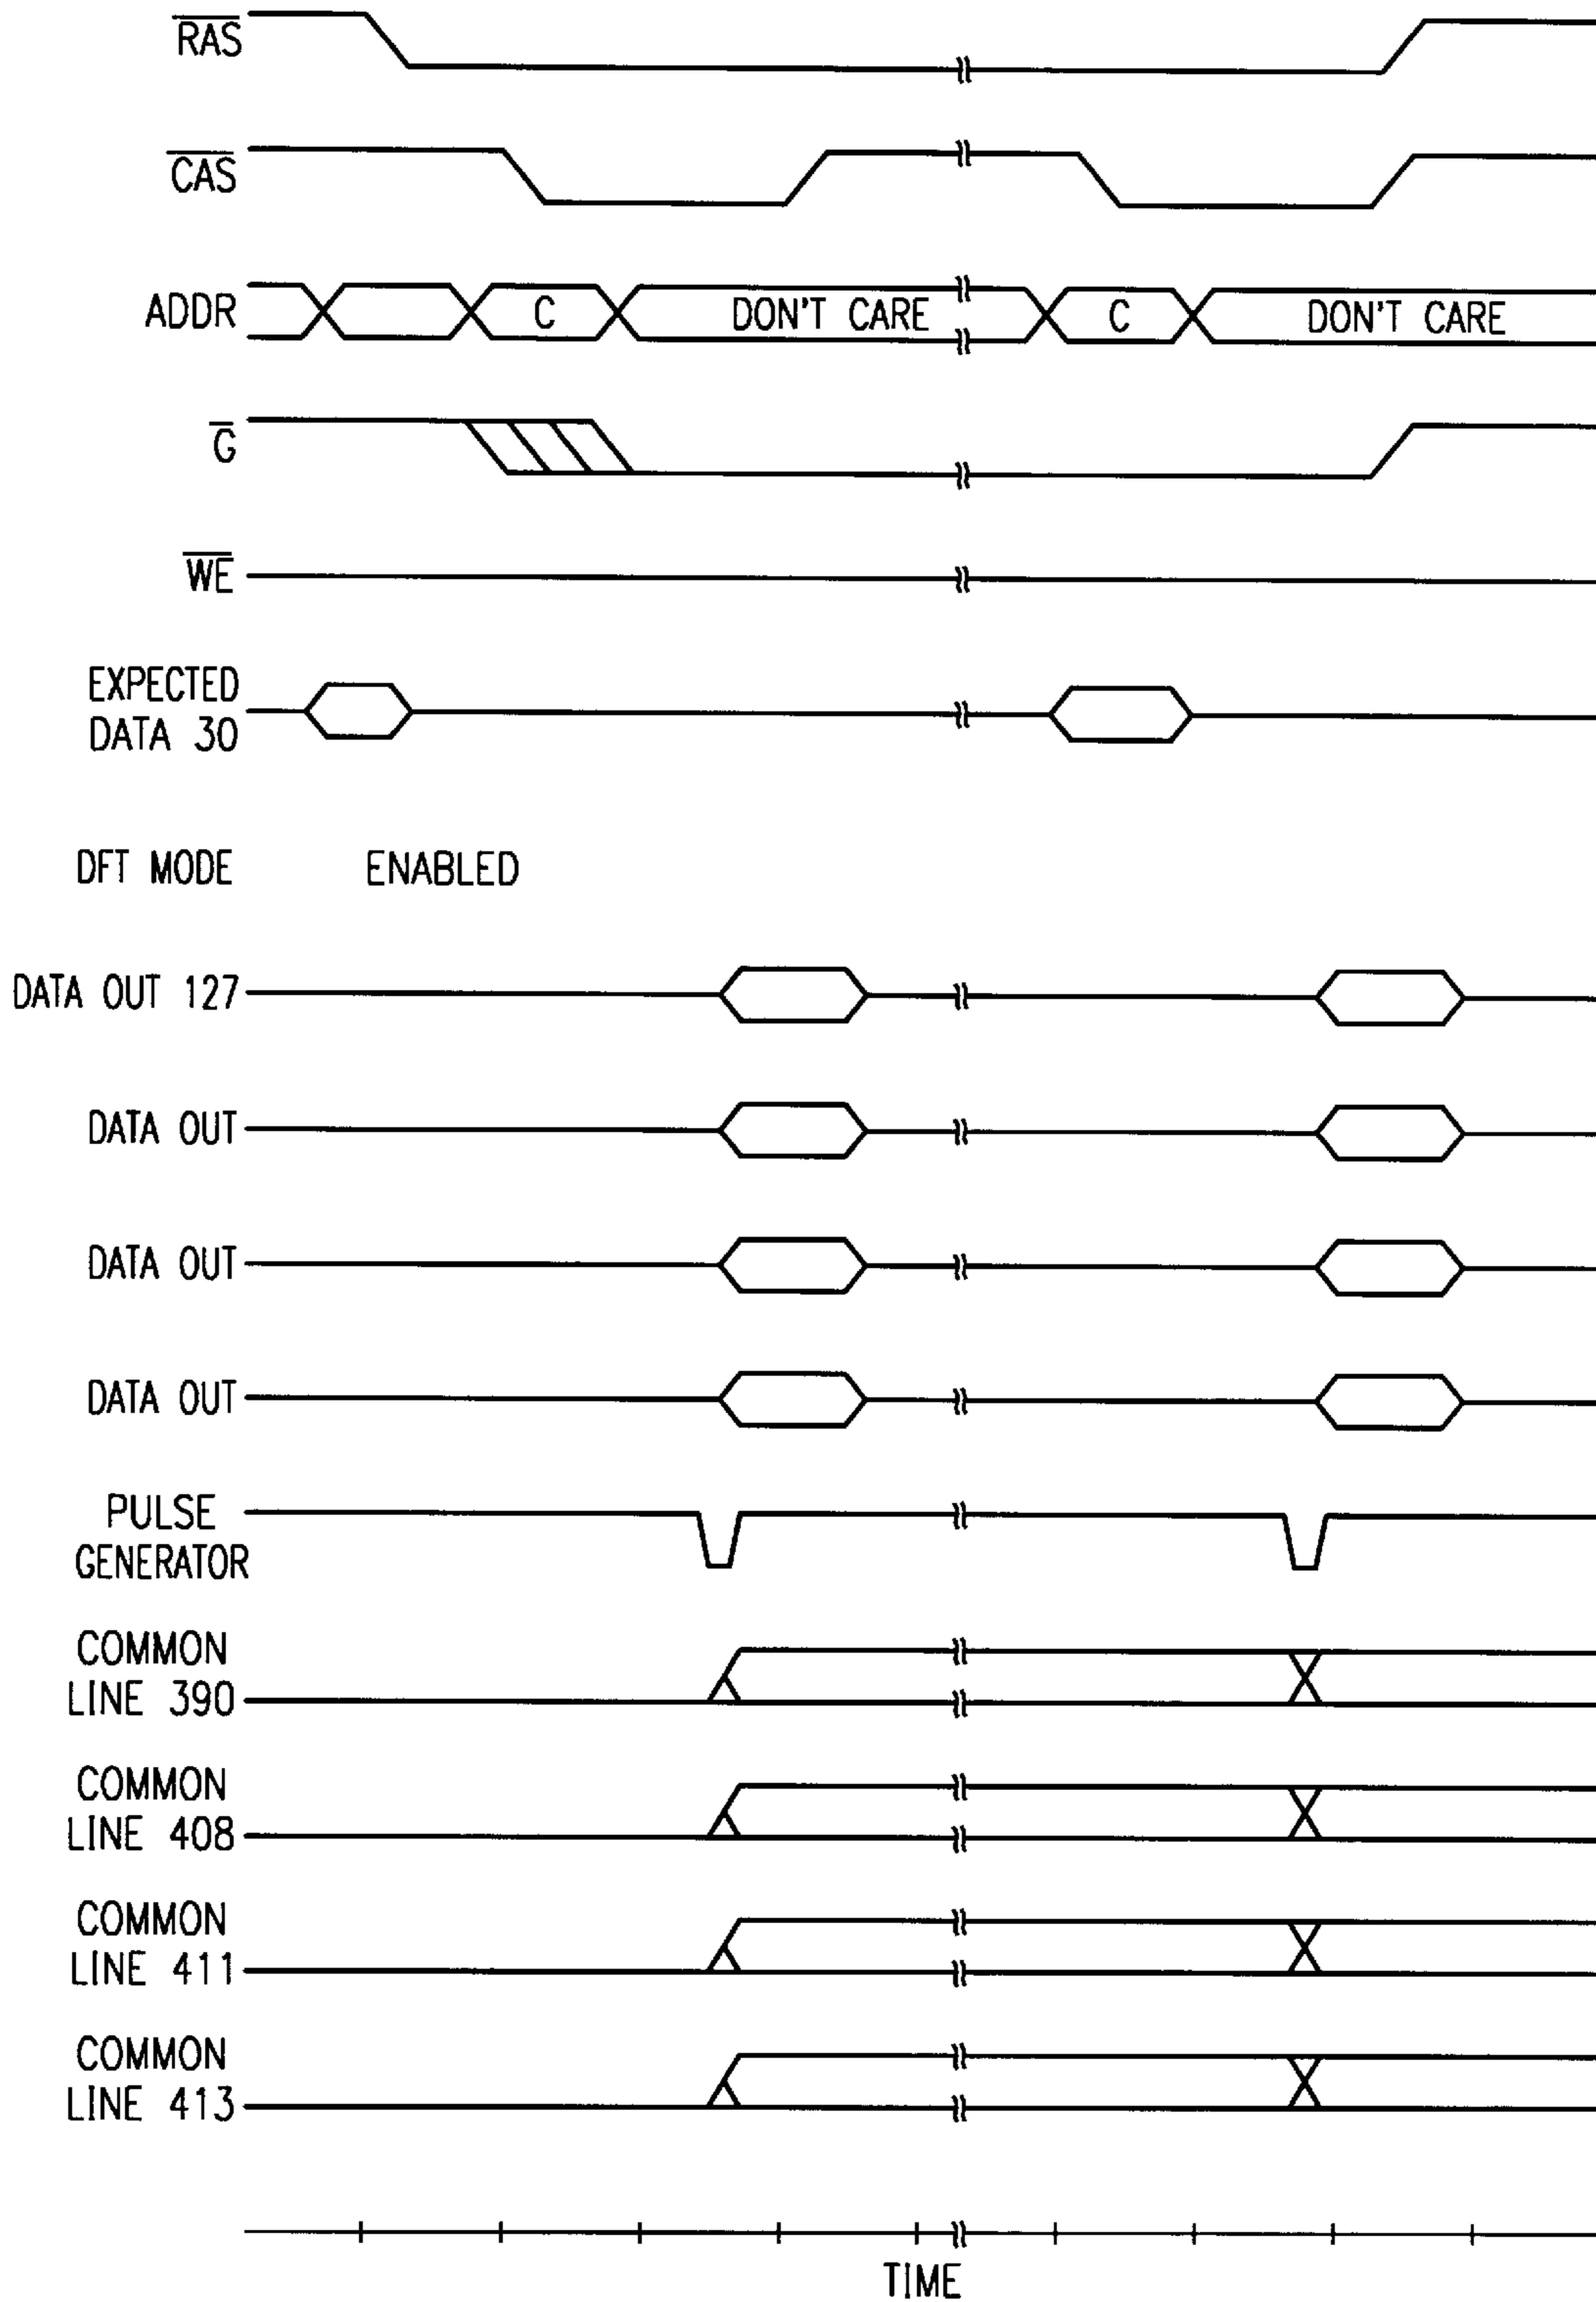 RAS
CAS
ADDR C DON'T CARE C DON'T CARE
G
WE
EXPECTED
DATA 30
DFT MODE ENABLED
DATA OUT 127
DATA OUT
DATA OUT
DATA OUT
PULSE
GENERATOR
COMMON
LINE 390
COMMON
LINE 408
COMMON
LINE 411
COMMON
LINE 413
TIME